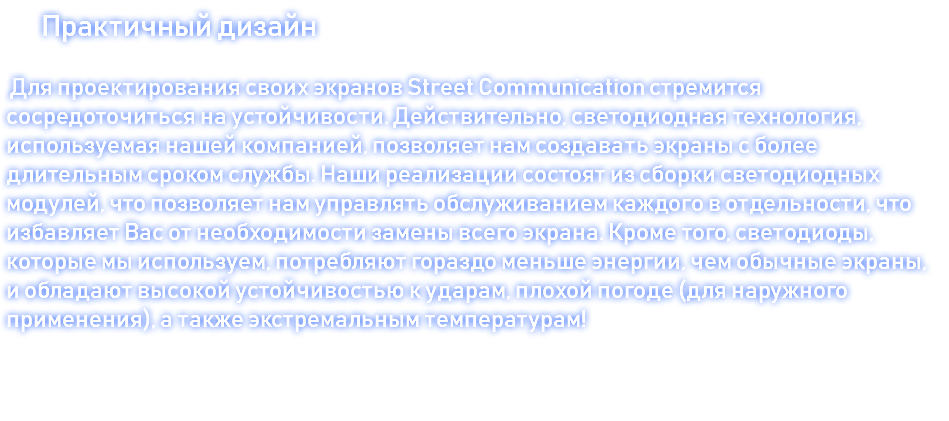 Практичный дизайн
Для проектирования своих экранов Street Communication стремится
сосредоточиться на устойчивости. Действительно, светодиодная технология,
используемая нашей компанией, позволяет нам создавать экраны с более
длительным сроком службы. Наши реализации состоят из сборки светодиодных
модулей, что позволяет нам управлять обслуживанием каждого в отдельности, что
избавляет Вас от необходимости замены всего экрана. Кроме того, светодиоды,
которые мы используем, потребляют гораздо меньше энергии, чем обычные экраны,
и обладают высокой устойчивостью к ударам, плохой погоде (для наружного
применения), а также экстремальным температурам!